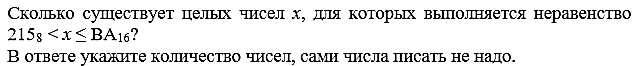 Сколько существует целых чисел x, для которых выполняется неравенство
215₈ < x ≤ BA₁₆?
В ответе укажите количество чисел, сами числа писать не надо.